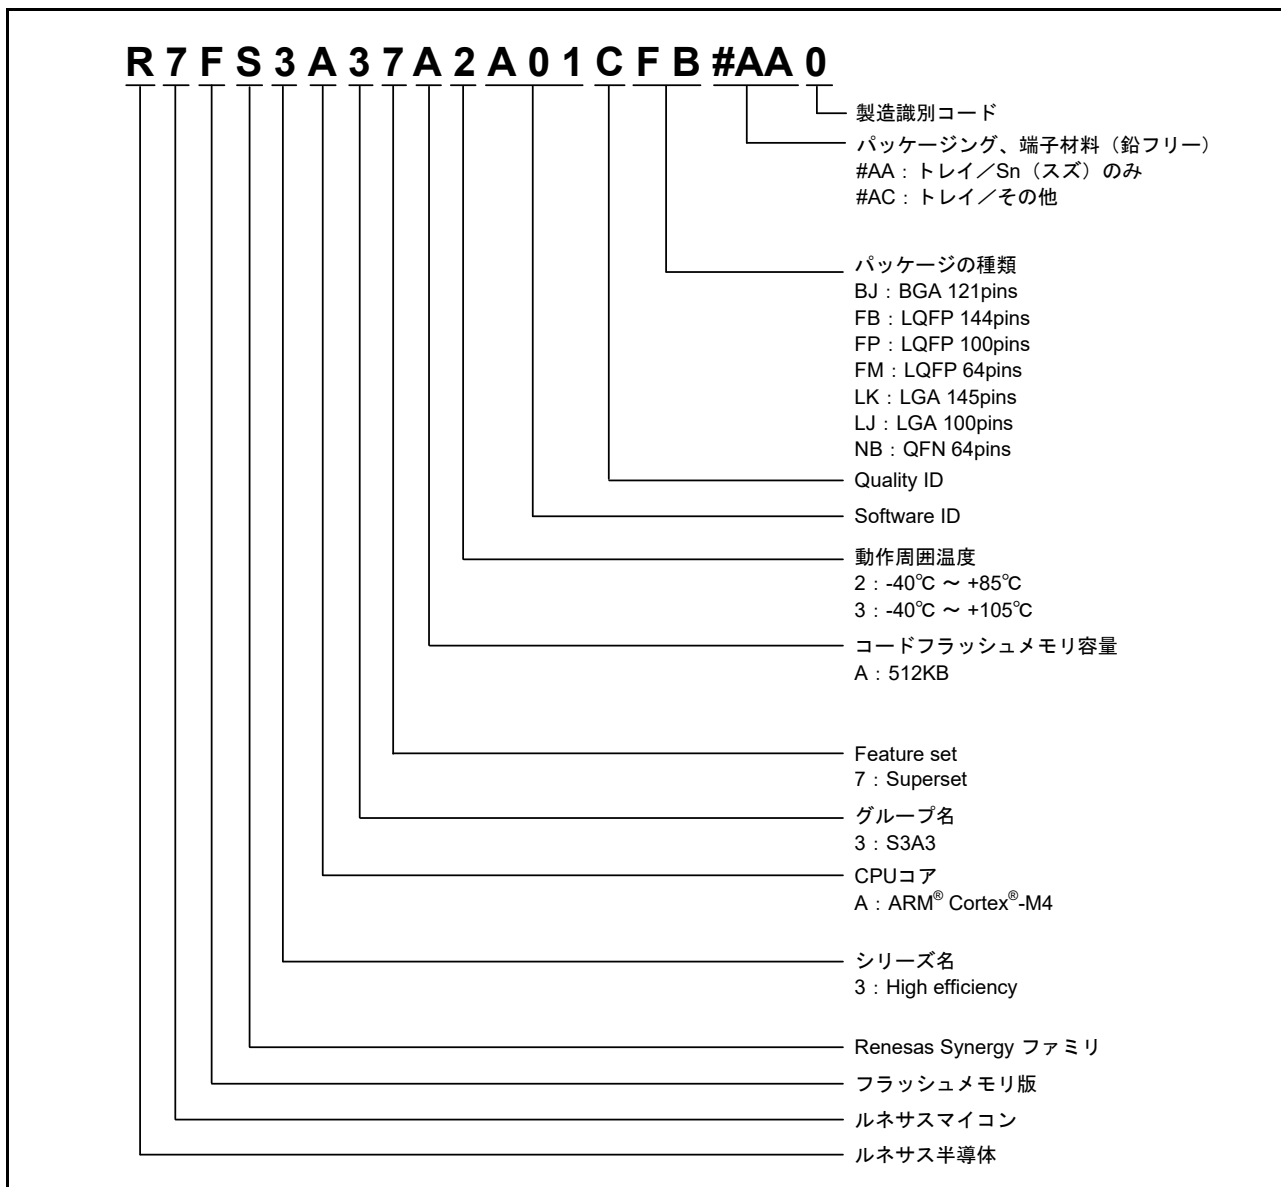 R7FS3A37A2A01CFB#AA0
製造識別コード
パッケージング、端子材料（鉛フリー）
#AA：トレイ／Sn（スズ）のみ
#AC：トレイ／その他
パッケージの種類
BJ：BGA 121pins
FB：LQFP 144pins
FP：LQFP 100pins
FM：LQFP 64pins
LK：LGA 145pins
LJ：LGA 100pins
NB：QFN 64pins
Quality ID
Software ID
動作周囲温度
2：-40℃ ～ +85℃
3：-40℃ ～ +105℃
コードフラッシュメモリ容量
A：512KB
Feature set
7：Superset
グループ名
3：S3A3
CPUコア
A：ARM® Cortex®-M4
シリーズ名
3：High efficiency
Renesas Synergy ファミリ
フラッシュメモリ版
ルネサスマイコン
ルネサス半導体